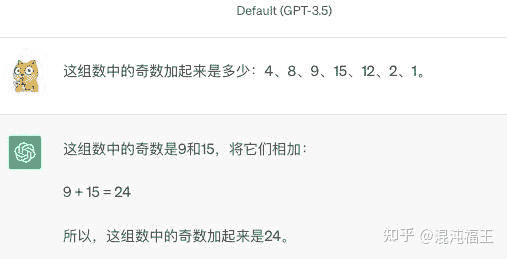 Default (GPT-3.5)
这组数中的奇数加起来是多少：4、8、9、15、12、2、1。
这组数中的奇数是9和15，将它们相加：
9 + 15 = 24
所以，这组数中的奇数加起来是24。
知乎 @混沌福王